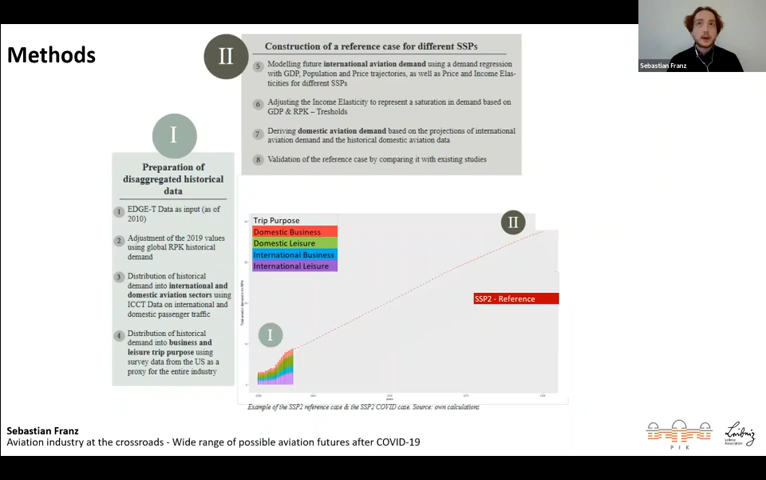 Methods
Sebastian Franz
II
Construction of a reference case for different SSPs
5 Modelling future international aviation demand using a demand regression
with GDP, Population and Price trajectories, as well as Price and Income Elas-
ticities for different SSPs
6 Adjusting the Income Elasticity to represent a saturation in demand based on
GDP & RPK – Tresholds
7 Deriving domestic aviation demand based on the projections of international
aviation demand and the historical domestic aviation data
8 Validation of the reference case by comparing it with existing studies
I
Preparation of
disaggregated historical
data
1 EDGE-T Data as input (as of
2010)
2 Adjustment of the 2019 values
using global RPK historical
demand
3 Distribution of historical
demand into international and
domestic aviation sectors using
ICCT Data on international and
domestic passenger traffic
4 Distribution of historical
demand into business and
leisure trip purpose using
survey data from the US as a
proxy for the entire industry
Trip Purpose
Domestic Business
Domestic Leisure
International Business
International Leisure
II
SSP2 - Reference
I
Example of the SSP2 reference case & the SSP2 COVID case. Source: own calculations
Sebastian Franz
Aviation industry at the crossroads - Wide range of possible aviation futures after COVID-19
P I K
Leibniz